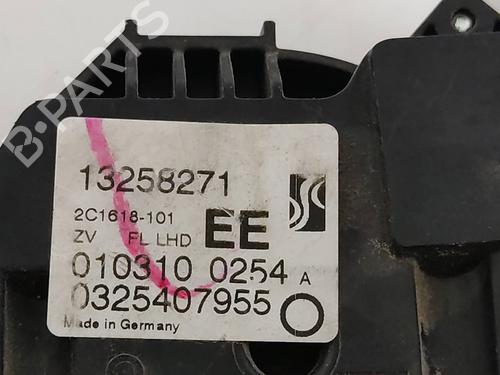 13258271
2C1618-101
ZV FL LHD EE
010310 0254 A
0325407955
Made in Germany
B-PARTS